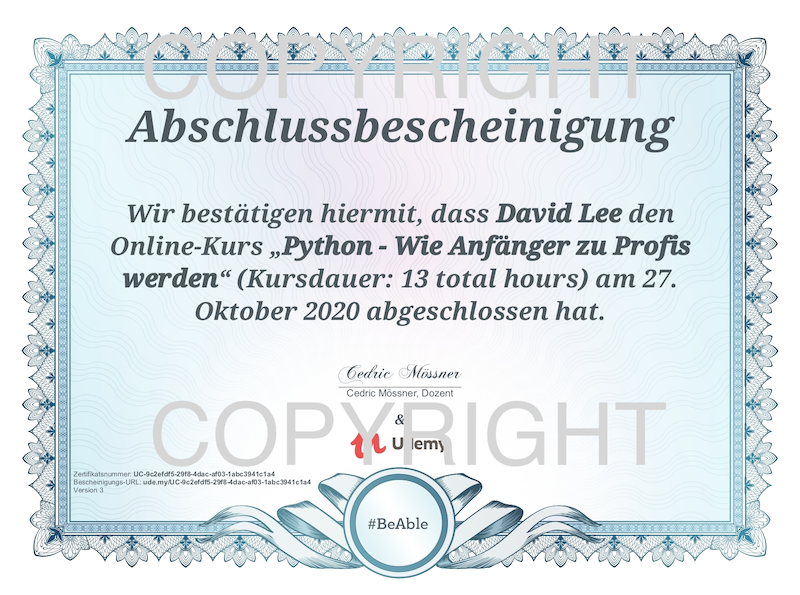 COPYRIGHT
Abschlussbescheinigung
Wir bestätigen hiermit, dass David Lee den
Online-Kurs „Python - Wie Anfänger zu Profis
werden“ (Kursdauer: 13 total hours) am 27.
Oktober 2020 abgeschlossen hat.
Cedric Mössner
Cedric Mössner, Dozent
&
COPYRIGHT
Udemy
Zertifikatsnummer: UC-9c2efdf5-29f8-4dac-af03-1abc3941c1a4
Bescheinigungs-URL: ude.my/UC-9c2efdf5-29f8-4dac-af03-1abc3941c1a4
Version 3
#BeAble